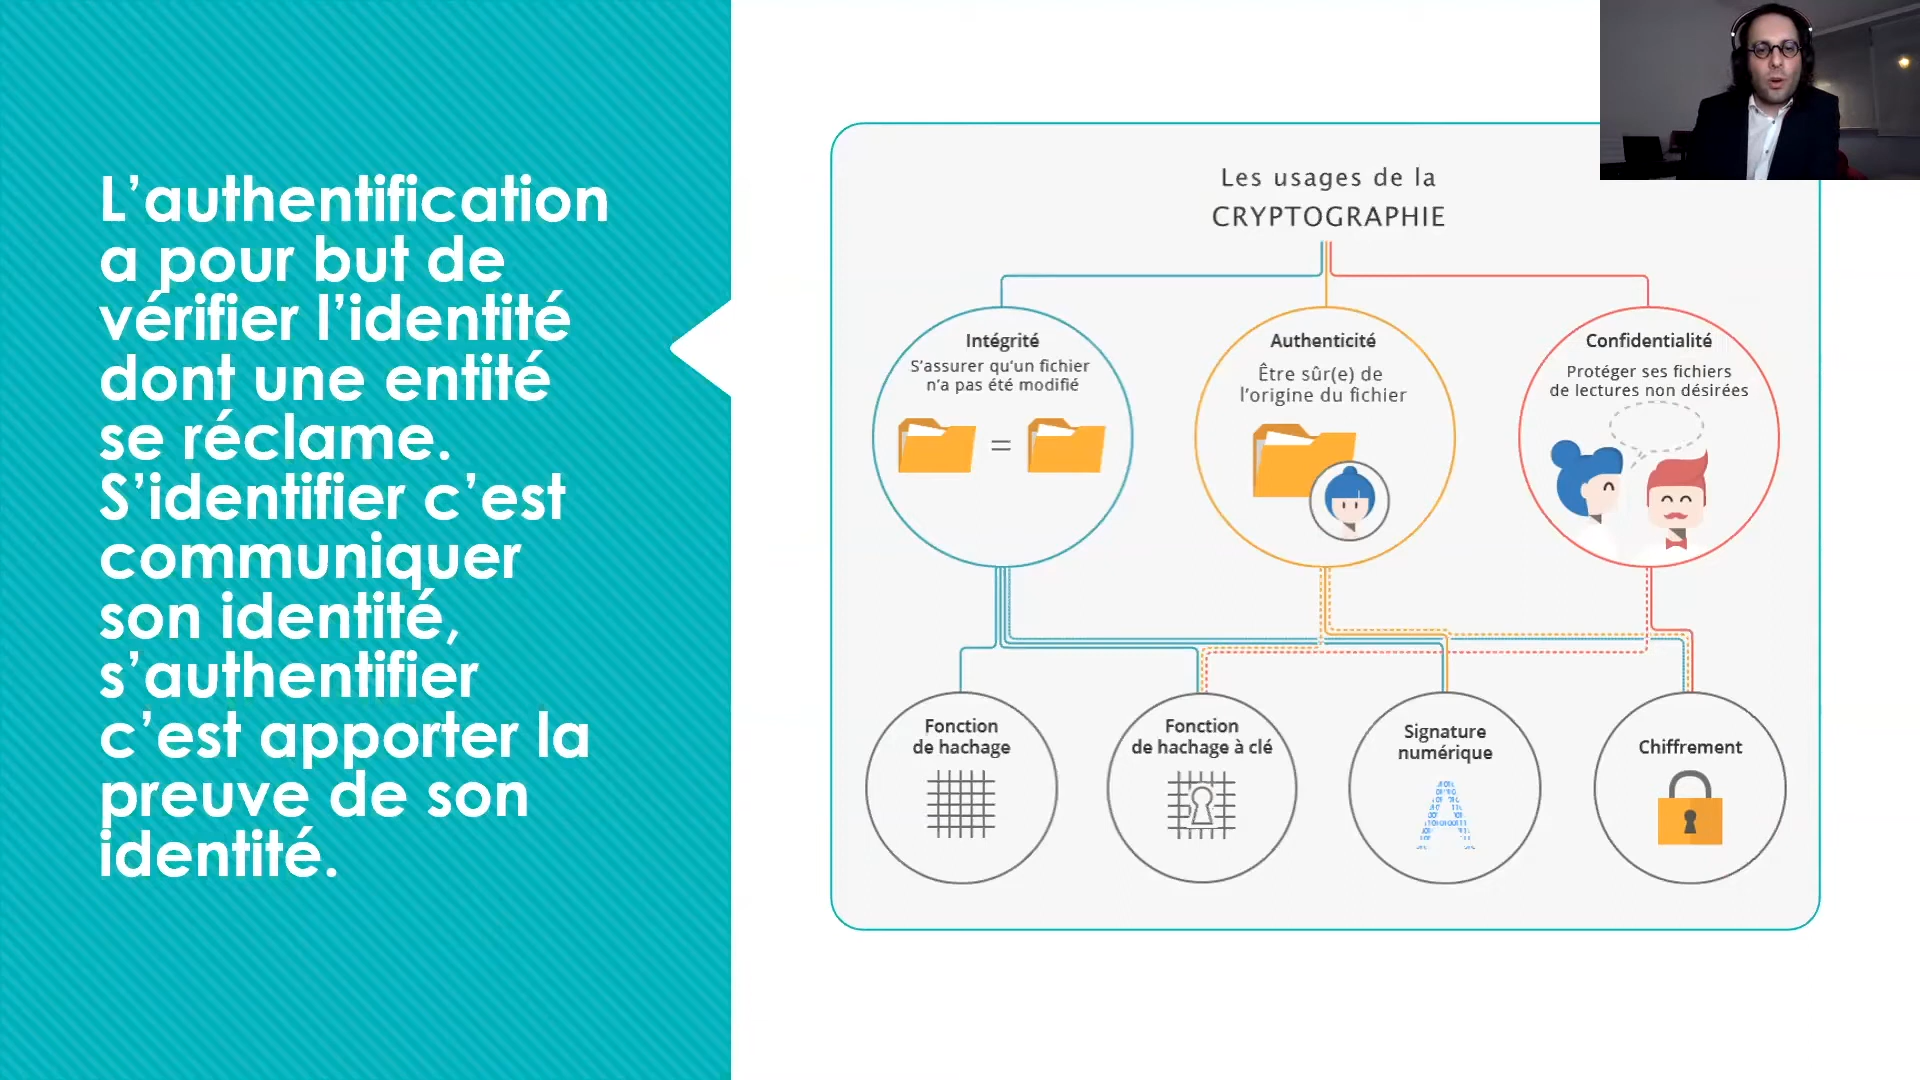 L’authentification
a pour but de
vérifier l’identité
dont une entité
se réclame.
S’identifier c’est
communiquer
son identité,
s’authentifier
c’est apporter la
preuve de son
identité.
Les usages de la
CRYPTOGRAPHIE
Intégrité
S’assurer qu’un fichier
n’a pas été modifié
=
Authenticité
Être sûr(e) de
l’origine du fichier
Confidentialité
Protéger ses fichiers
de lectures non désirées
Fonction
de hachage
Fonction
de hachage à clé
Signature
numérique
Chiffrement